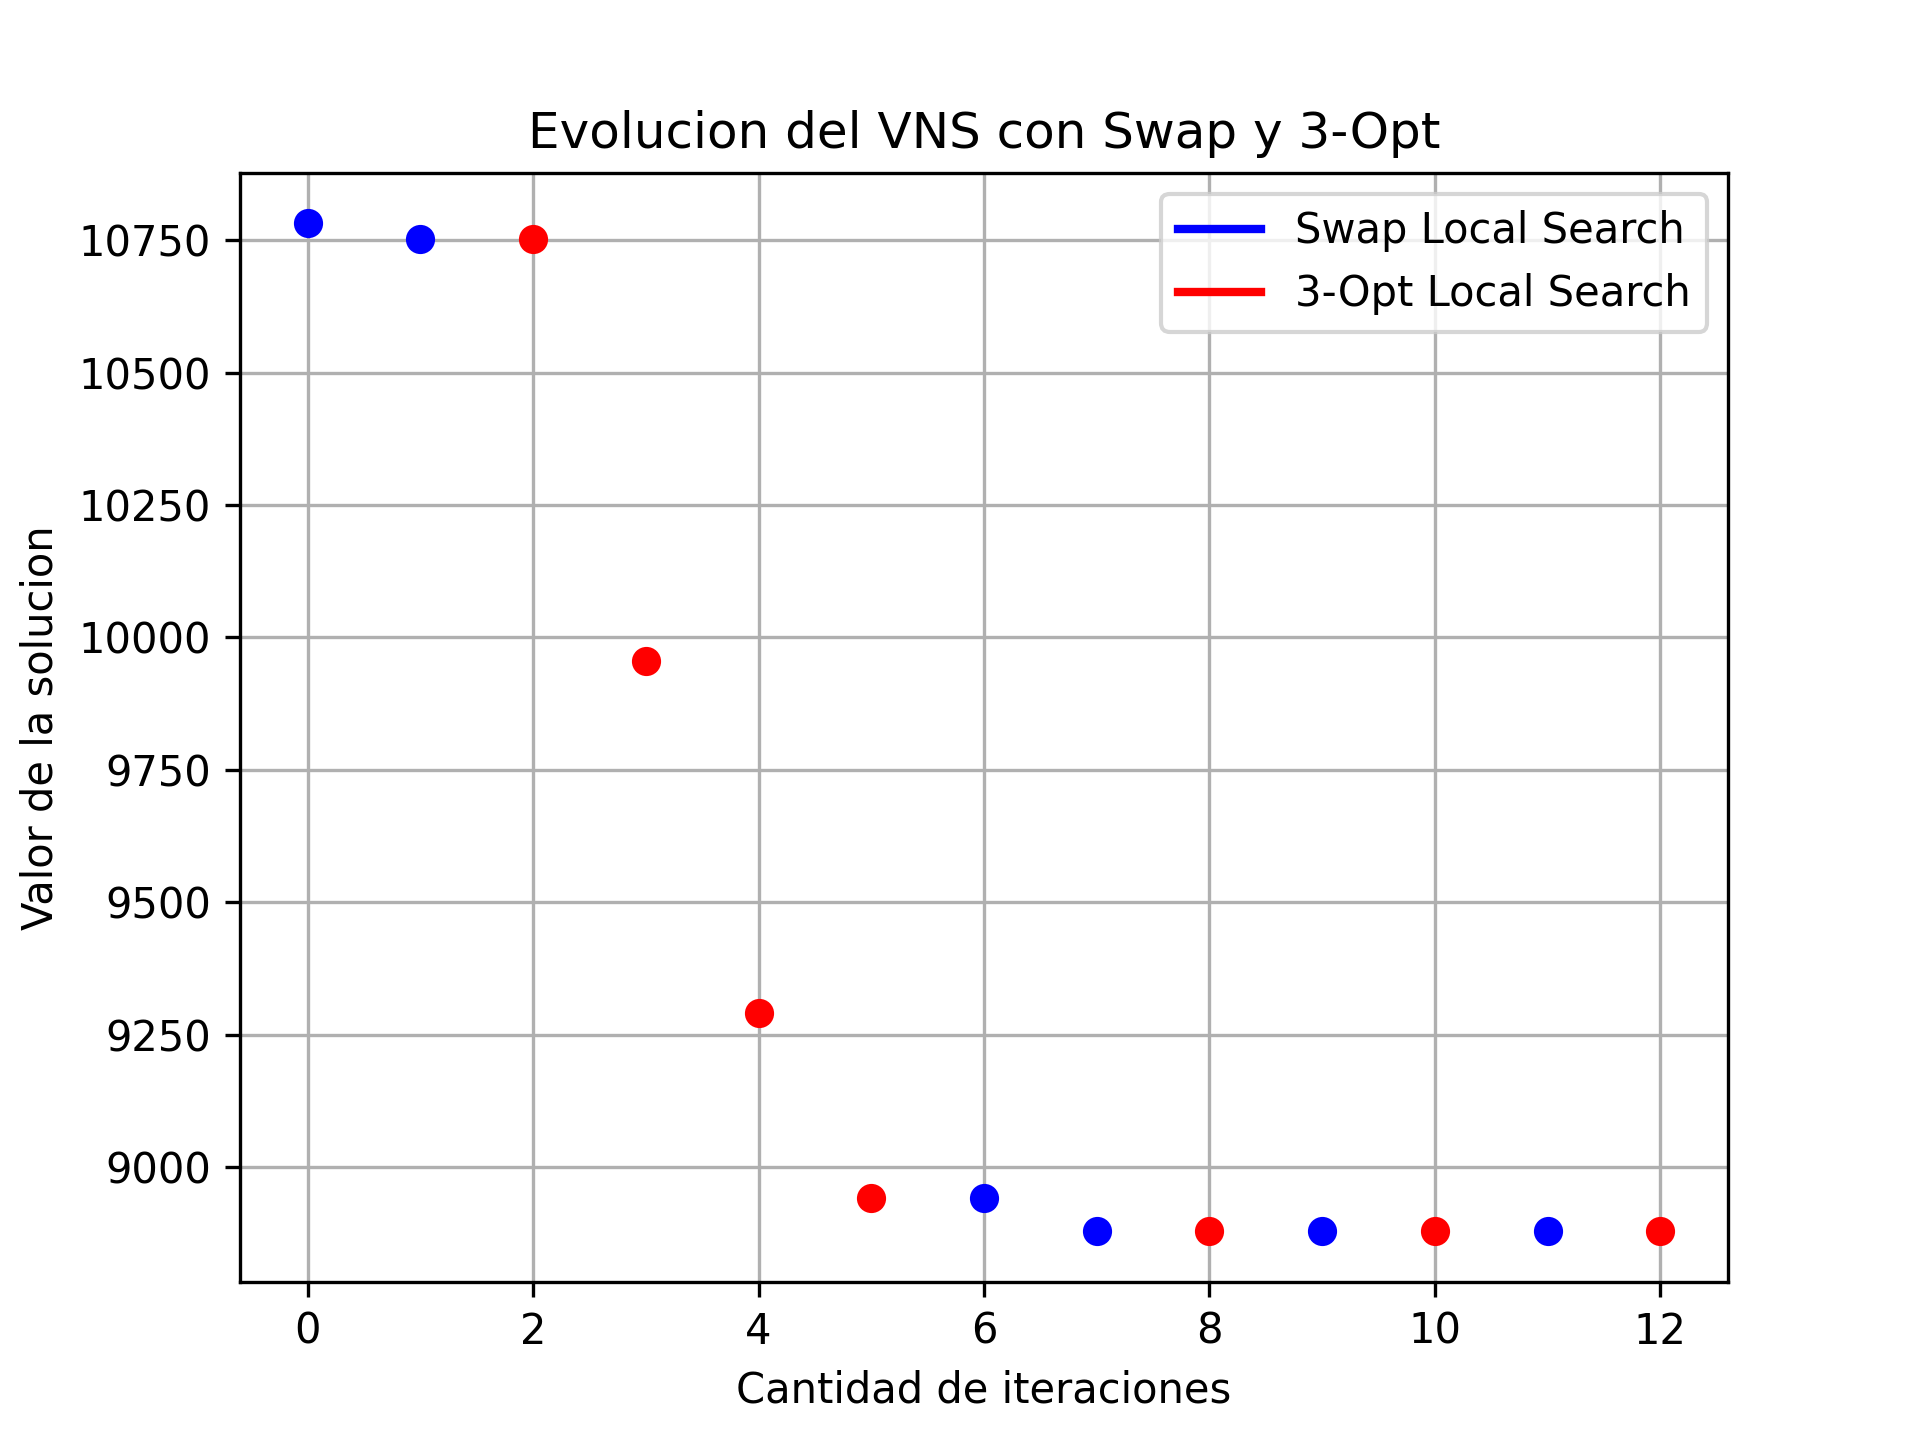 Evolucion del VNS con Swap y 3-Opt
Swap Local Search
3-Opt Local Search
Valor de la solucion
10750
10500
10250
10000
9750
9500
9250
9000
0 2 4 6 8 10 12
Cantidad de iteraciones